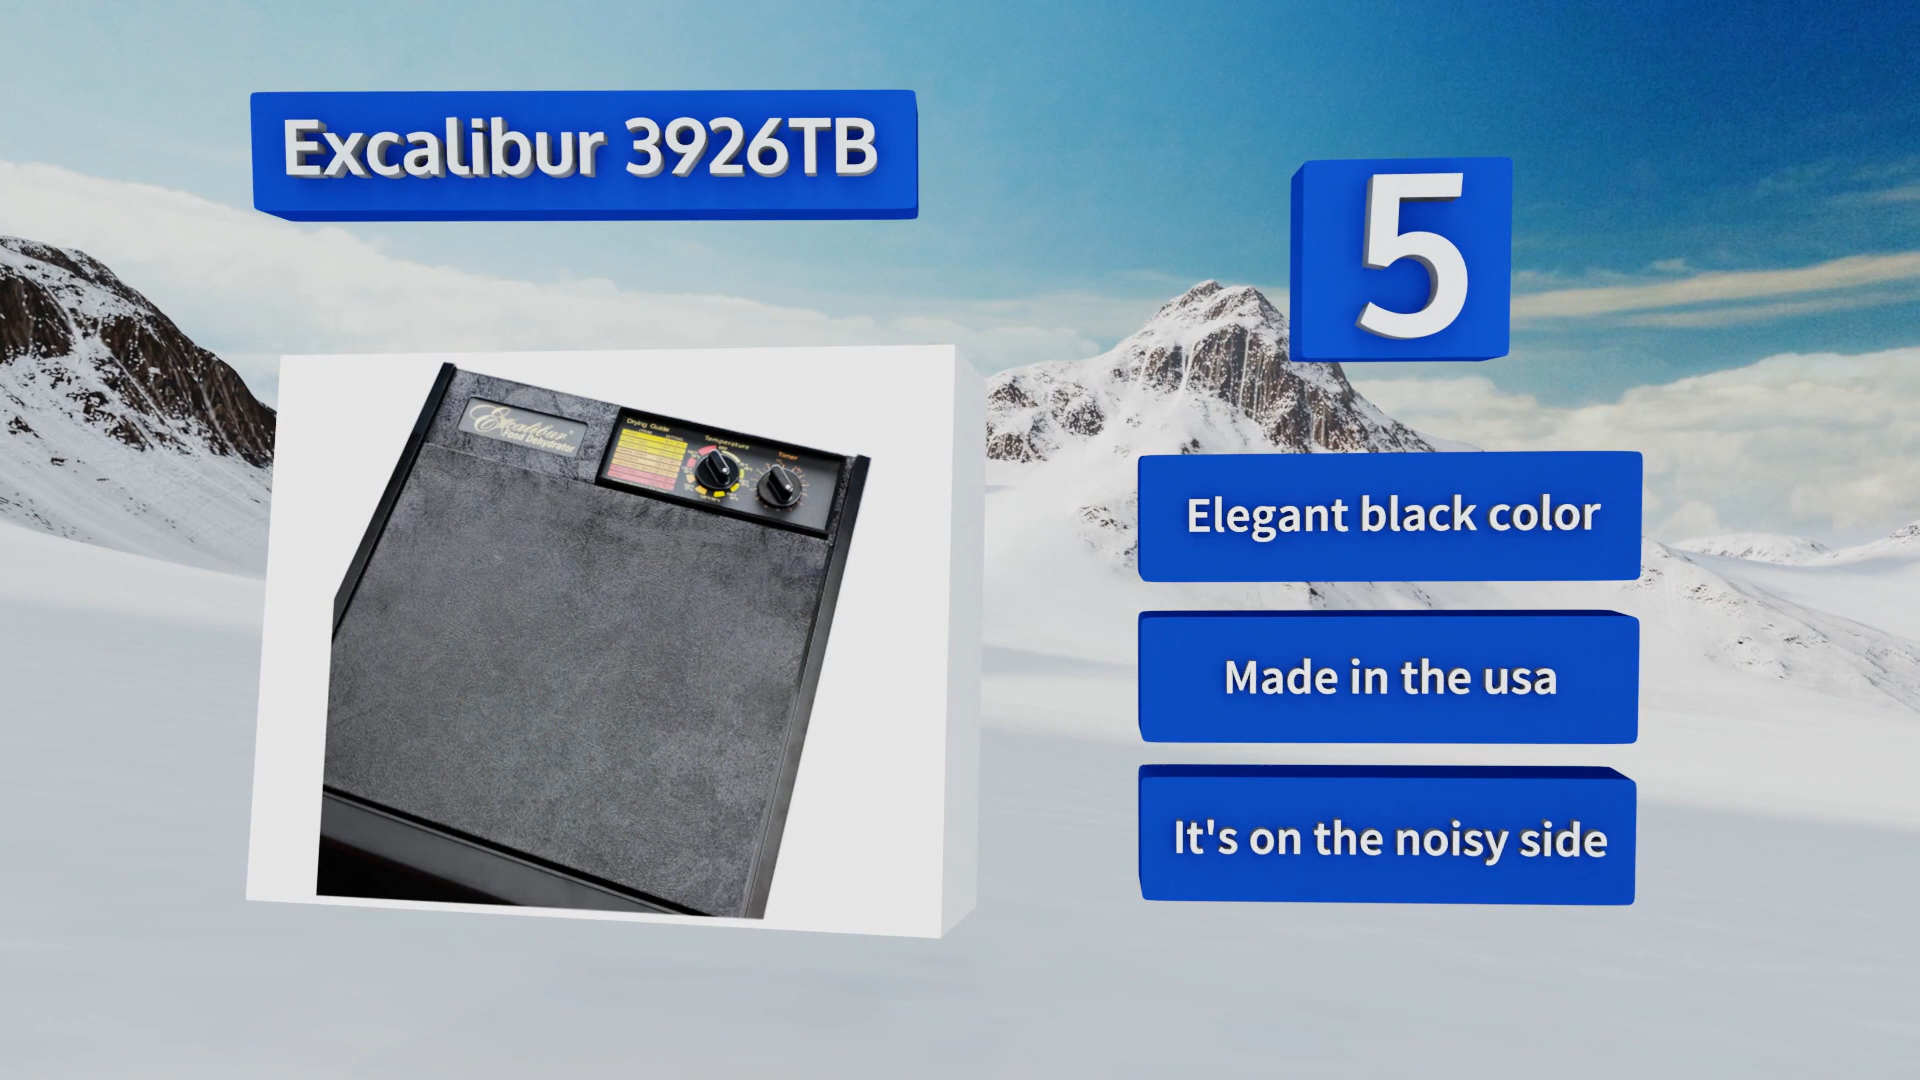 Excalibur 3926TB
5
Excalibur
Food Dehydrator
Drying Guide
Temperature
Timer
Elegant black color
Made in the usa
It's on the noisy side